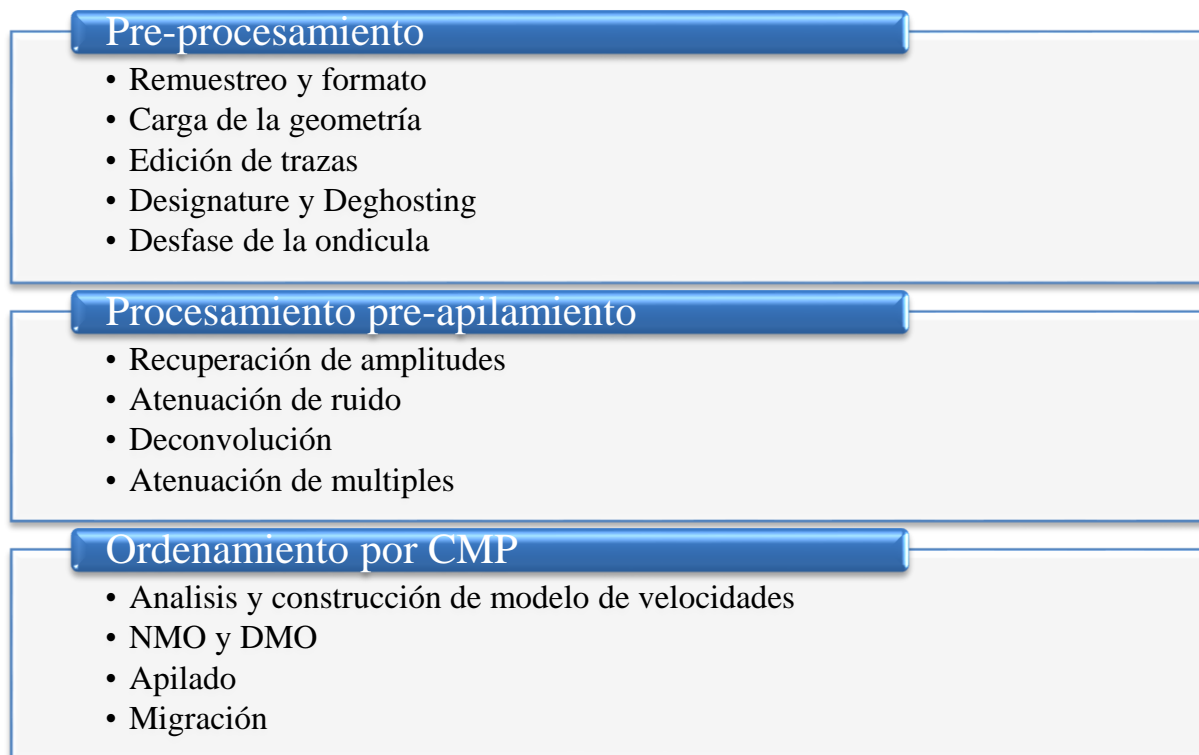 Pre-procesamiento
• Remuestreo y formato
• Carga de la geometría
• Edición de trazas
• Designature y Deghosting
• Desfase de la ondicula
Procesamiento pre-apilamiento
• Recuperación de amplitudes
• Atenuación de ruido
• Deconvolución
• Atenuación de multiples
Ordenamiento por CMP
• Analisis y construcción de modelo de velocidades
• NMO y DMO
• Apilado
• Migración